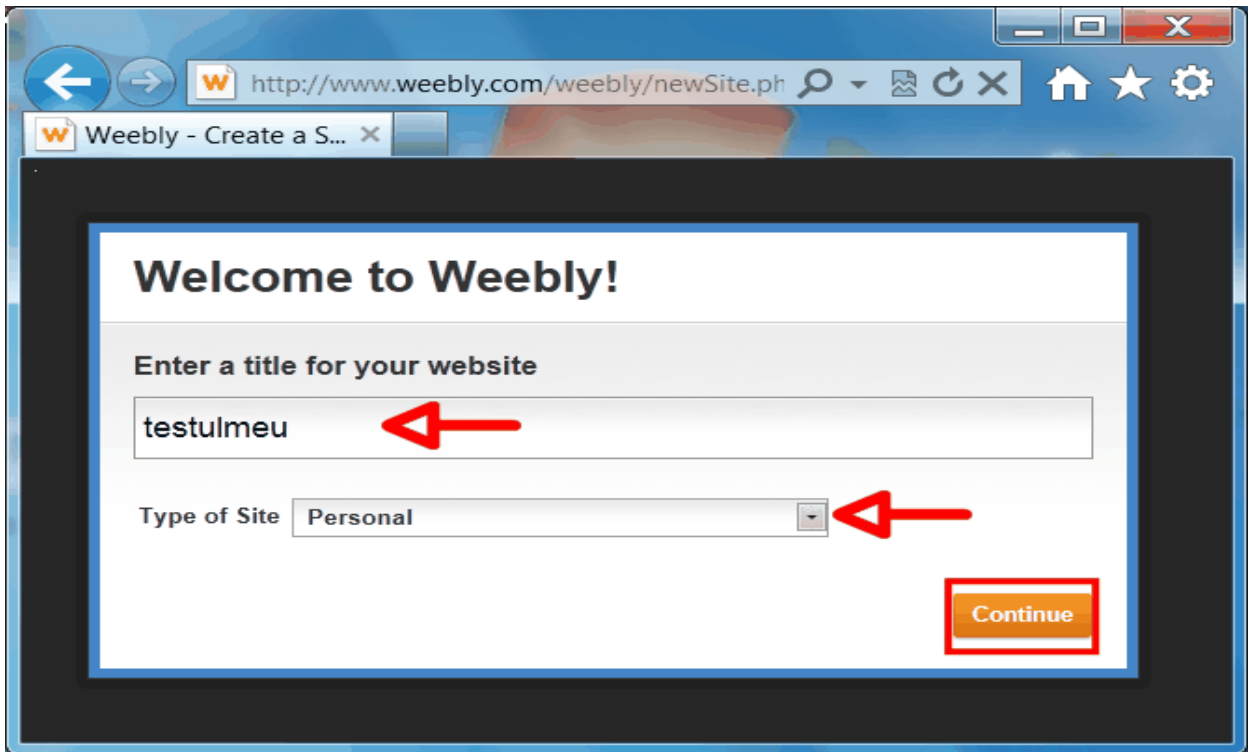 http://www.weebly.com/weebly/newSite.ph
Weebly - Create a S...
Welcome to Weebly!
Enter a title for your website
testulmeu
Type of Site Personal
Continue